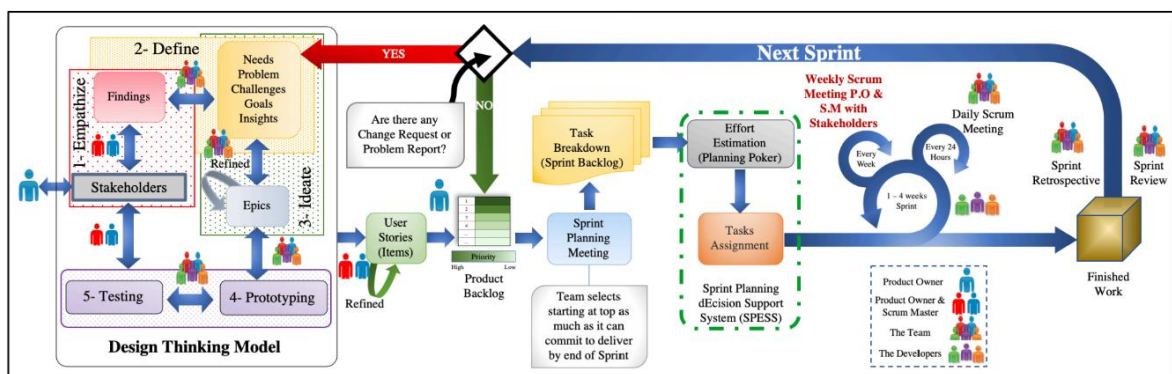 2- Define
1- Empathize
Findings
Needs
Problem
Challenges
Goals
Insights
Refined
Stakeholders
Epics
3- Ideate
5- Testing
4- Prototyping
Design Thinking Model
YES
NO
Next Sprint
Are there any
Change Request or
Problem Report?
User
Stories
(Items)
Refined
1
2
3
4
5
...
Priority
High
Low
Product
Backlog
Task
Breakdown
(Sprint Backlog)
Sprint
Planning
Meeting
Team selects
starting at top as
much as it can
commit to deliver
by end of Sprint
Effort
Estimation
(Planning Poker)
Tasks
Assignment
Sprint Planning
dEcision Support
System (SPESS)
Weekly Scrum
Meeting P.O &
S.M with
Stakeholders
Every
Week
Daily Scrum
Meeting
Every 24
Hours
1 – 4 weeks
Sprint
Sprint
Retrospective
Sprint
Review
Finished
Work
Product Owner
Product Owner &
Scrum Master
The Team
The Developers